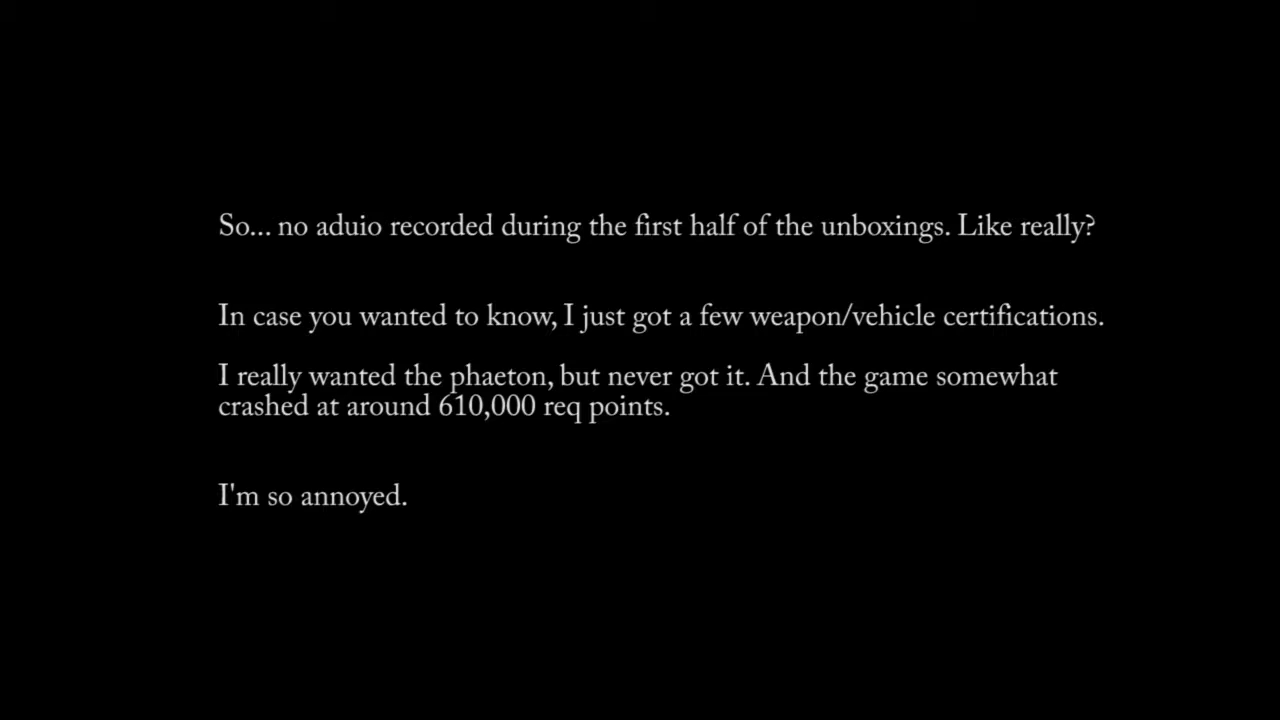 So... no aduio recorded during the first half of the unboxings. Like really?
In case you wanted to know, I just got a few weapon/vehicle certifications.
I really wanted the phaeton, but never got it. And the game somewhat
crashed at around 610,000 req points.
I'm so annoyed.